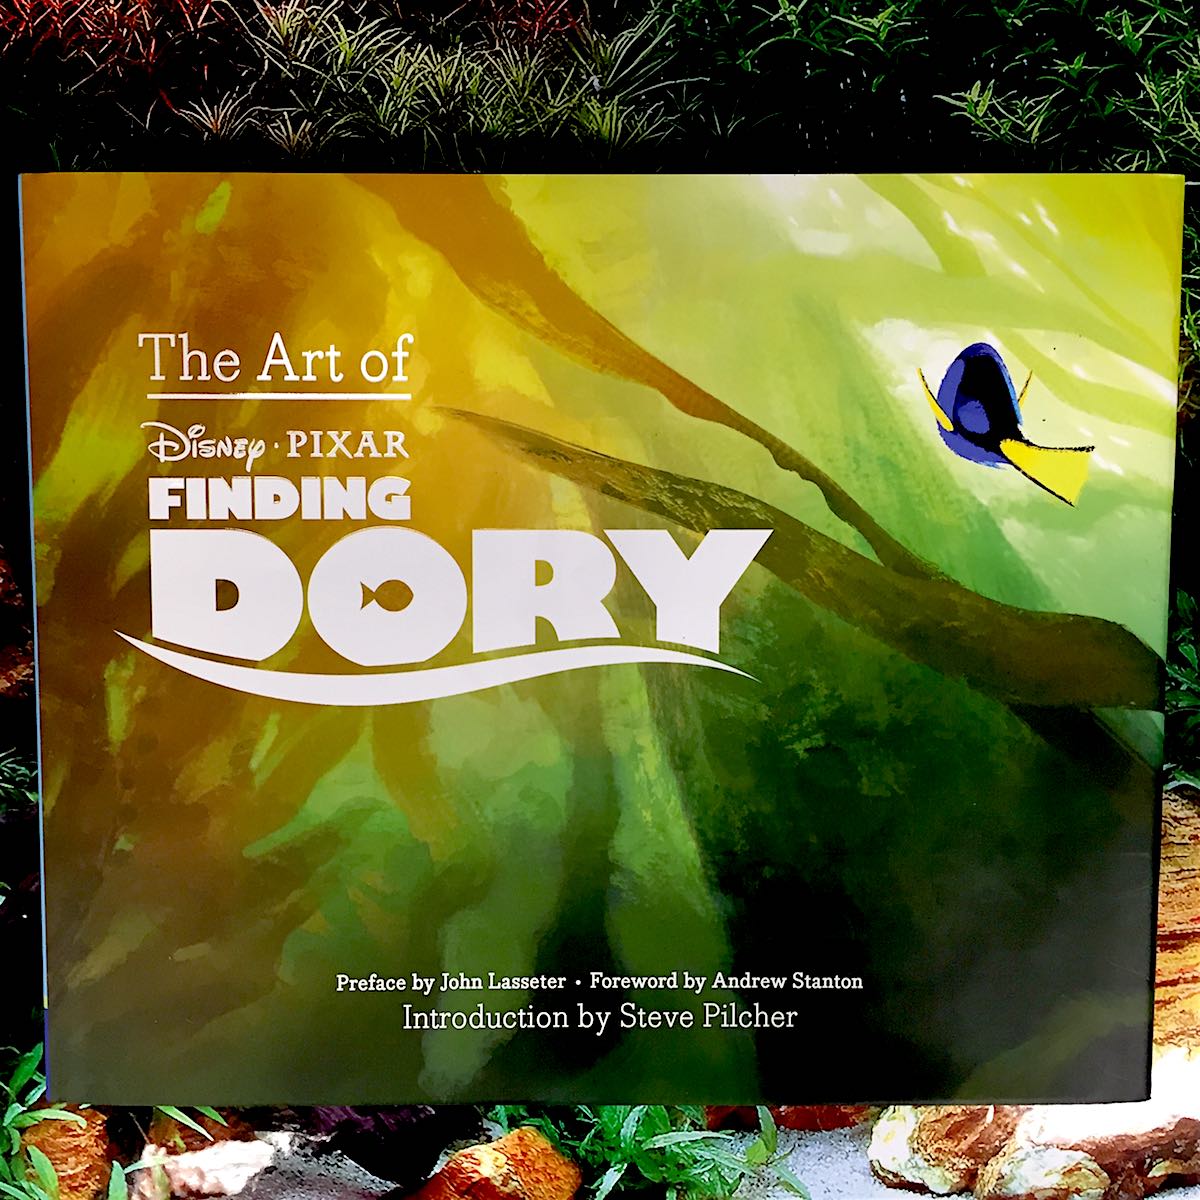 The Art of
Disney · PIXAR
FINDING
DORY
Preface by John Lasseter • Foreword by Andrew Stanton
Introduction by Steve Pilcher